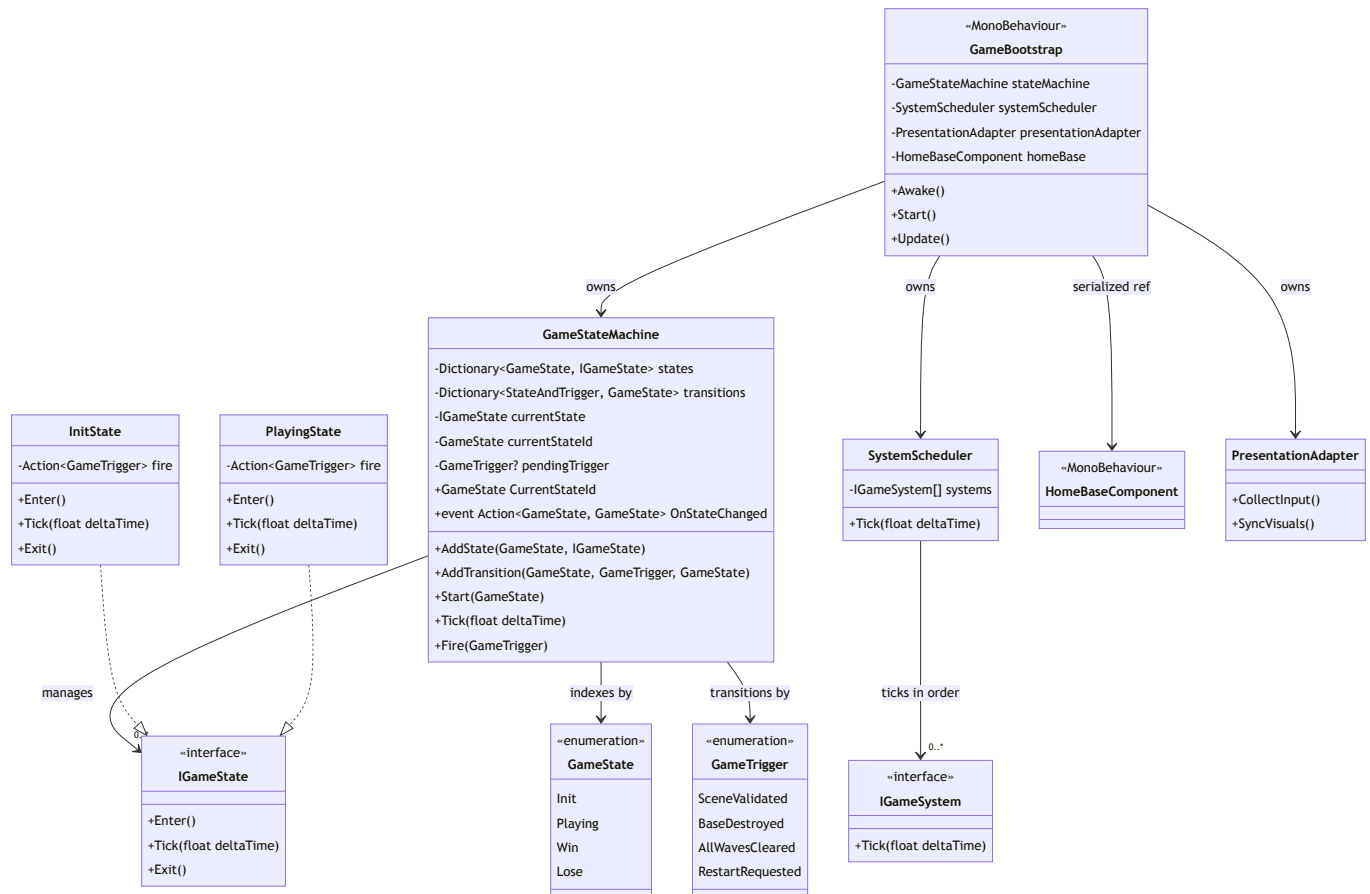 «MonoBehaviour»
GameBootstrap
-GameStateMachine stateMachine
-SystemScheduler systemScheduler
-PresentationAdapter presentationAdapter
-HomeBaseComponent homeBase
+Awake()
+Start()
+Update()
owns
owns
serialized ref
owns
GameStateMachine
-Dictionary<GameState, IGameState> states
-Dictionary<StateAndTrigger, GameState> transitions
-IGameState currentState
-GameState currentStateId
-GameTrigger? pendingTrigger
+GameState CurrentStateId
+event Action<GameState, GameState> OnStateChanged
+AddState(GameState, IGameState)
+AddTransition(GameState, GameTrigger, GameState)
+Start(GameState)
+Tick(float deltaTime)
+Fire(GameTrigger)
InitState
-Action<GameTrigger> fire
+Enter()
+Tick(float deltaTime)
+Exit()
PlayingState
-Action<GameTrigger> fire
+Enter()
+Tick(float deltaTime)
+Exit()
SystemScheduler
-IGameSystem[] systems
+Tick(float deltaTime)
«MonoBehaviour»
HomeBaseComponent
PresentationAdapter
+CollectInput()
+SyncVisuals()
manages
indexes by
transitions by
ticks in order
0..*
«interface»
IGameState
+Enter()
+Tick(float deltaTime)
+Exit()
«enumeration»
GameState
Init
Playing
Win
Lose
«enumeration»
GameTrigger
SceneValidated
BaseDestroyed
AllWavesCleared
RestartRequested
«interface»
IGameSystem
+Tick(float deltaTime)